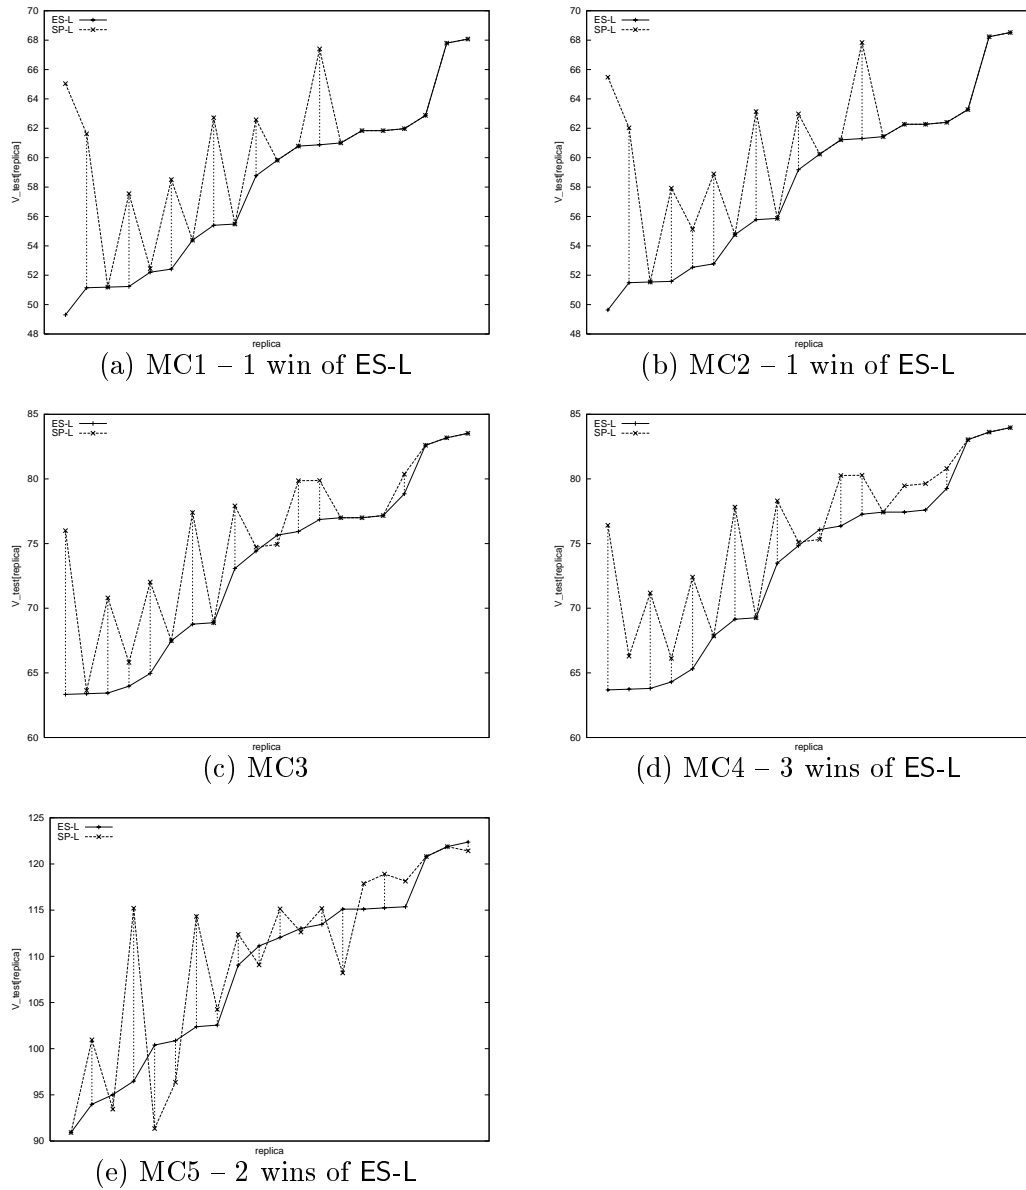 70
68
66
64
62
60
58
56
54
52
50
48
V_test[replica]
ES-L
SP-L
replica
(a) MC1 – 1 win of ES-L
70
68
66
64
62
60
58
56
54
52
50
48
V_test[replica]
ES-L
SP-L
replica
(b) MC2 – 1 win of ES-L
85
80
75
70
65
60
V_test[replica]
ES-L
SP-L
replica
(c) MC3
85
80
75
70
65
60
V_test[replica]
ES-L
SP-L
replica
(d) MC4 – 3 wins of ES-L
125
120
115
110
105
100
95
90
V_test[replica]
ES-L
SP-L
replica
(e) MC5 – 2 wins of ES-L